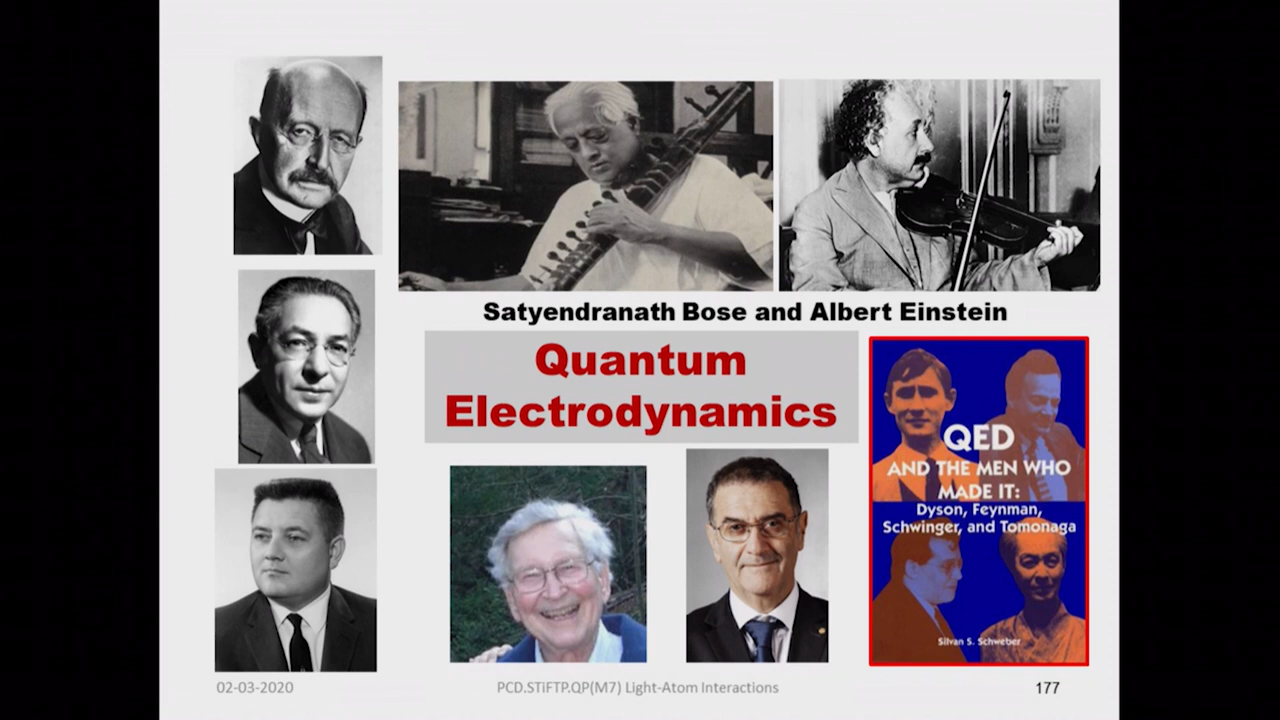 Satyendranath Bose and Albert Einstein
Quantum
Electrodynamics
QED
AND THE MEN WHO
MADE IT:
Dyson, Feynman,
Schwinger, and Tomonaga
Silvan S. Schweber
02-03-2020
PCD.STiFTP.QP(M7) Light-Atom Interactions
177